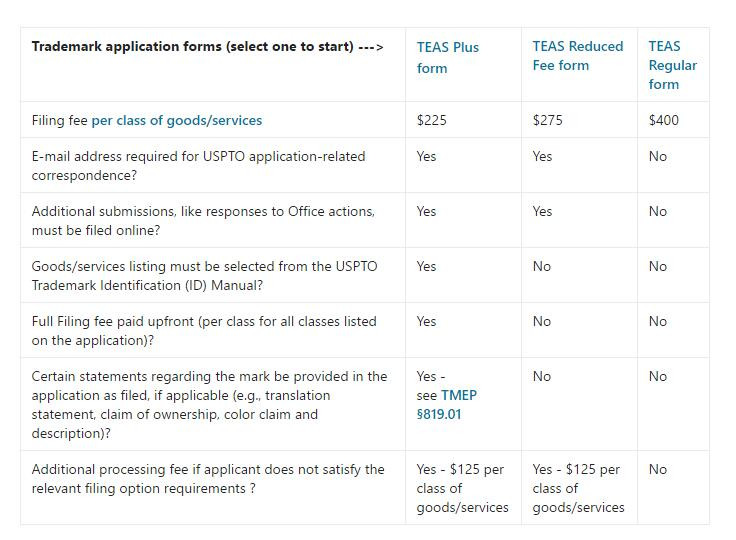 Trademark application forms (select one to start) --->
TEAS Plus
form
TEAS Reduced
Fee form
TEAS
Regular
form
Filing fee per class of goods/services
$225
$275
$400
E-mail address required for USPTO application-related
correspondence?
Yes
Yes
No
Additional submissions, like responses to Office actions,
must be filed online?
Yes
Yes
No
Goods/services listing must be selected from the USPTO
Trademark Identification (ID) Manual?
Yes
No
No
Full Filing fee paid upfront (per class for all classes listed
on the application)?
Yes
No
No
Certain statements regarding the mark be provided in the
application as filed, if applicable (e.g., translation
statement, claim of ownership, color claim and
description)?
Yes -
see TMEP
§819.01
No
No
Additional processing fee if applicant does not satisfy the
relevant filing option requirements ?
Yes - $125 per
class of
goods/services
Yes - $125 per
class of
goods/services
No